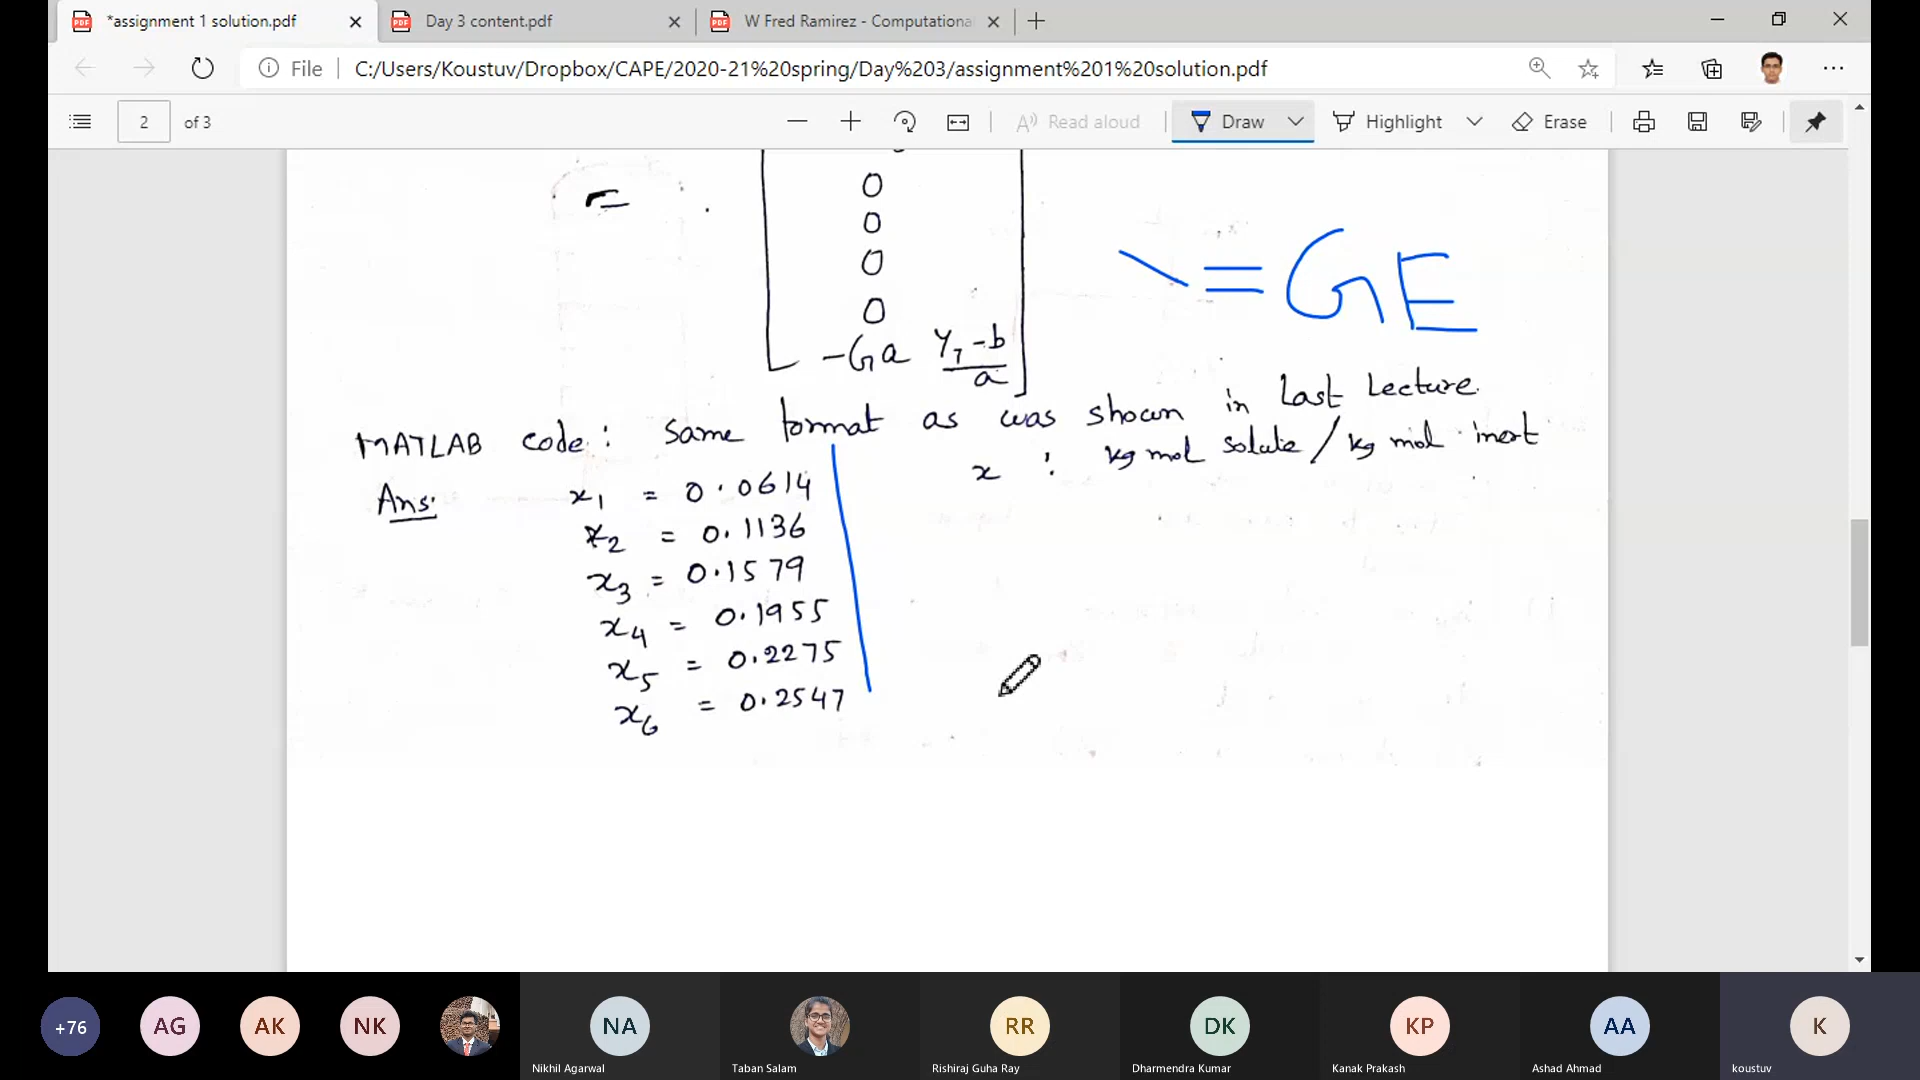 *assignment 1 solution.pdf
Day 3 content.pdf
W Fred Ramirez - Computationa
File
C:/Users/Koustuv/Dropbox/CAPE/2020-21%20spring/Day%203/assignment%201%20solution.pdf
2 of 3
Read aloud
Draw
Highlight
Erase
=
0
0
0
0
-Ga (Y7-b)/a
\ = GE
MATLAB code: Same format as was shown in Last Lecture.
x : kg mol solute / kg mol inert
Ans:
x1 = 0.0614
x2 = 0.1136
x3 = 0.1579
x4 = 0.1955
x5 = 0.2275
x6 = 0.2547
+76
AG
AK
NK
NA
RR
DK
KP
AA
K
Nikhil Agarwal
Taban Salam
Rishiraj Guha Ray
Dharmendra Kumar
Kanak Prakash
Ashad Ahmad
koustuv